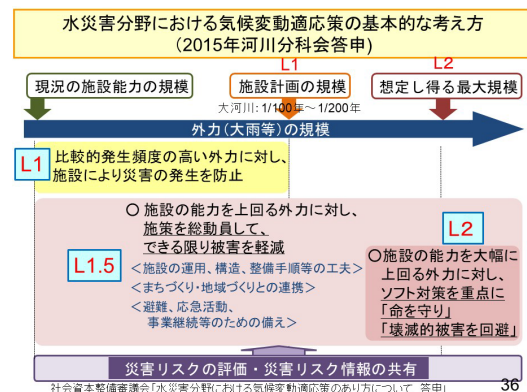 水災害分野における気候変動適応策の基本的な考え方
(2015年河川分科会答申)
L1
L2
現況の施設能力の規模
施設計画の規模
想定し得る最大規模
大河川: 1/100年～1/200年
外力(大雨等)の規模
L1
比較的発生頻度の高い外力に対し、
施設により災害の発生を防止
○ 施設の能力を上回る外力に対し、
施策を総動員して、
できる限り被害を軽減
L1.5
<施設の運用、構造、整備手順等の工夫>
<まちづくり・地域づくりとの連携>
<避難、応急活動、
事業継続等のための備え>
L2
○施設の能力を大幅に
上回る外力に対し、
ソフト対策を重点に
「命を守り」
「壊滅的被害を回避」
災害リスクの評価・災害リスク情報の共有
社会資本整備審議会「水災害分野における気候変動適応策のあり方について 答申」
36